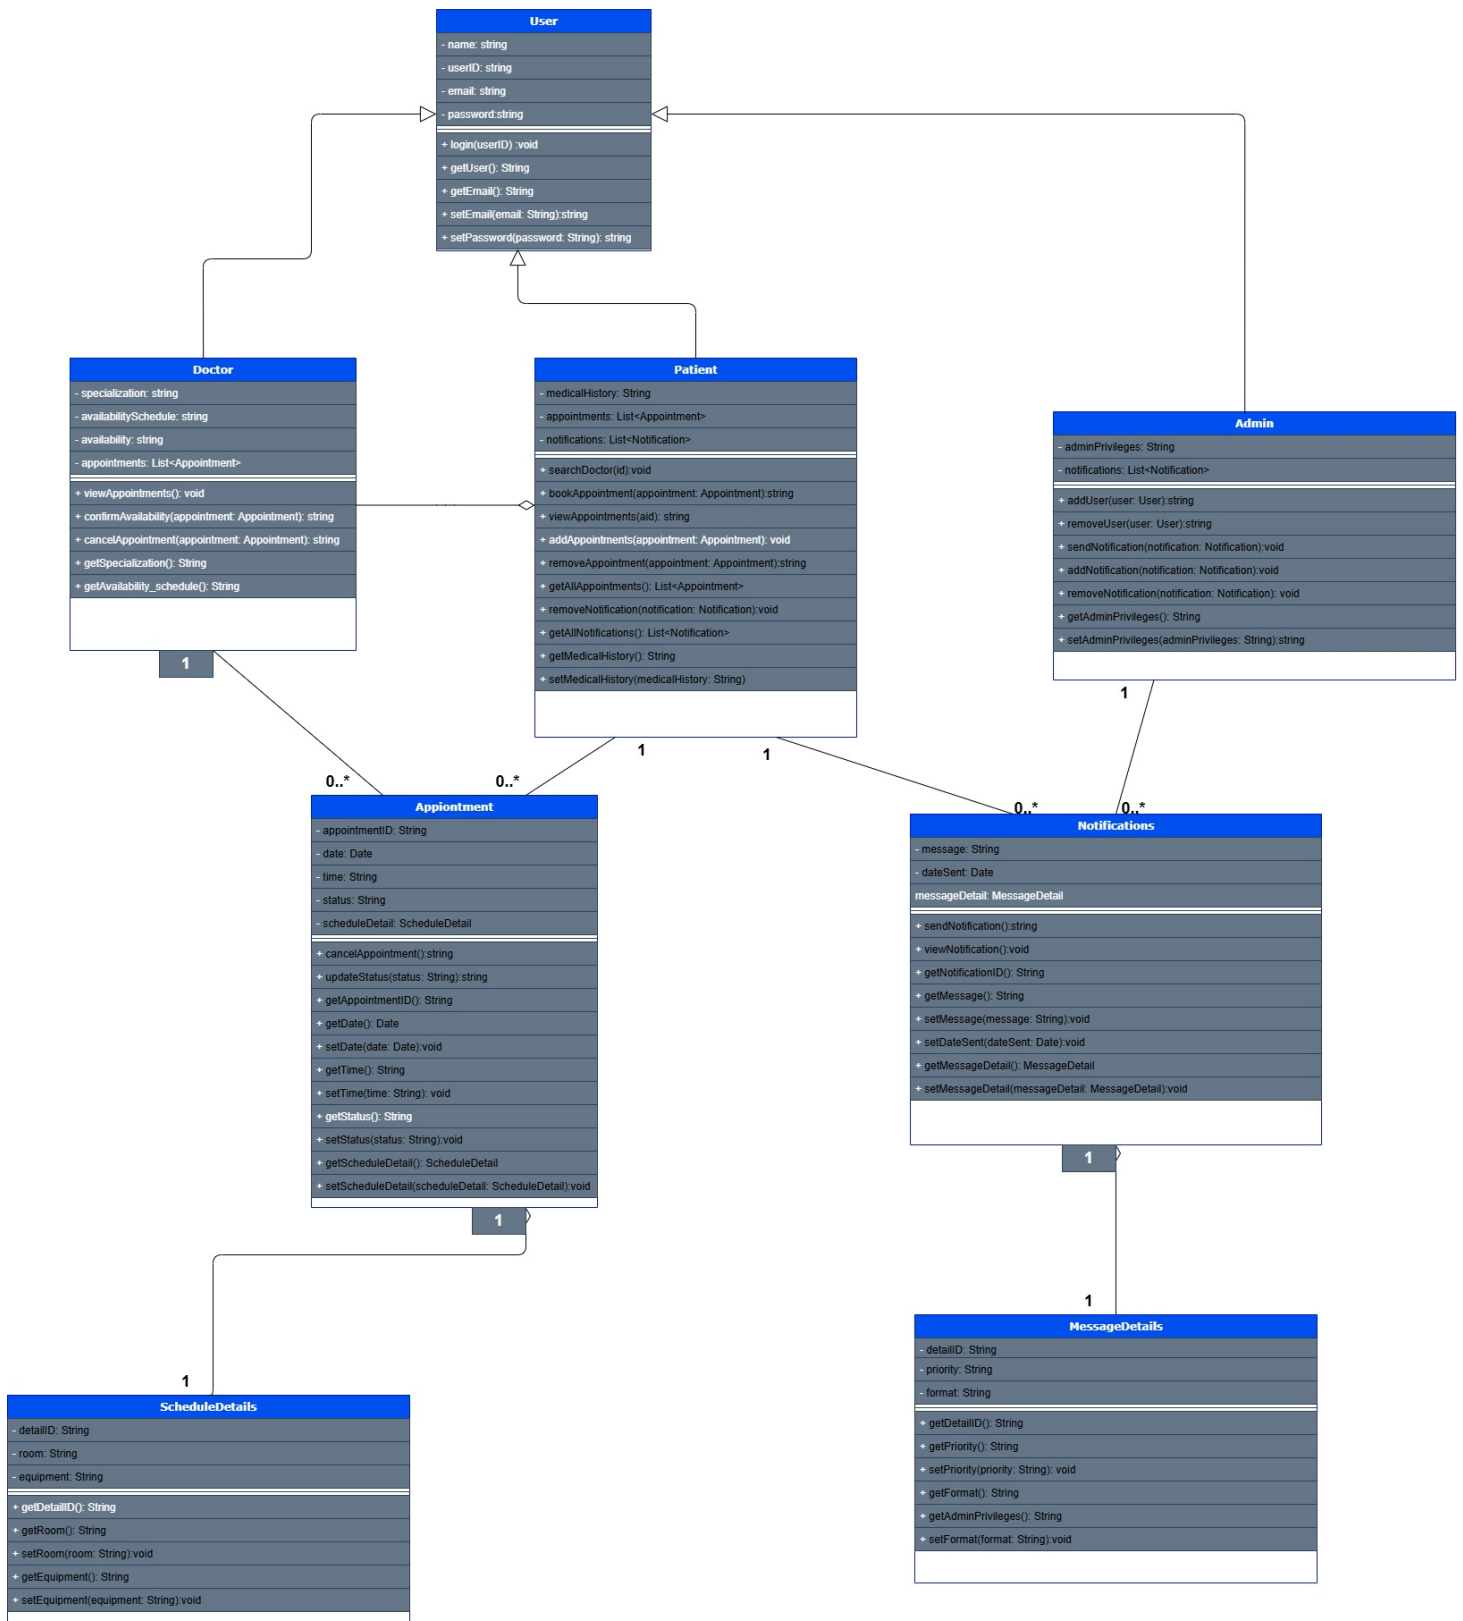 User
- name: string
- userID: string
- email: string
- password:string
+ login(userID) :void
+ getUser(): String
+ getEmail(): String
+ setEmail(email: String):string
+ setPassword(password: String): string
Doctor
- specialization: string
- availabilitySchedule: string
- availability: string
- appointments: List<Appointment>
+ viewAppointments(): void
+ confirmAvailability(appointment: Appointment): string
+ cancelAppointment(appointment: Appointment): string
+ getSpecialization(): String
+ getAvailability_schedule(): String
1
0..*
Patient
- medicalHistory: String
- appointments: List<Appointment>
- notifications: List<Notification>
+ searchDoctor(id):void
+ bookAppointment(appointment: Appointment):string
+ viewAppointments(aid): string
+ addAppointments(appointment: Appointment): void
+ removeAppointment(appointment: Appointment):string
+ getAllAppointments(): List<Appointment>
+ removeNotification(notification: Notification):void
+ getAllNotifications(): List<Notification>
+ getMedicalHistory(): String
+ setMedicalHistory(medicalHistory: String)
1
1
0..*
0..*
Admin
- adminPrivileges: String
- notifications: List<Notification>
+ addUser(user: User):string
+ removeUser(user: User):string
+ sendNotification(notification: Notification):void
+ addNotification(notification: Notification):void
+ removeNotification(notification: Notification): void
+ getAdminPrivileges(): String
+ setAdminPrivileges(adminPrivileges: String):string
1
0..*
Appiontment
- appointmentID: String
- date: Date
- time: String
- status: String
- scheduleDetail: ScheduleDetail
+ cancelAppointment():string
+ updateStatus(status: String):string
+ getAppointmentID(): String
+ getDate(): Date
+ setDate(date: Date):void
+ getTime(): String
+ setTime(time: String): void
+ getStatus(): String
+ setStatus(status: String):void
+ getScheduleDetail(): ScheduleDetail
+ setScheduleDetail(scheduleDetail: ScheduleDetail):void
1
1
Notifications
- message: String
- dateSent: Date
messageDetail: MessageDetail
+ sendNotification():string
+ viewNotification():void
+ getNotificationID(): String
+ getMessage(): String
+ setMessage(message: String):void
+ setDateSent(dateSent: Date):void
+ getMessageDetail(): MessageDetail
+ setMessageDetail(messageDetail: MessageDetail):void
1
1
ScheduleDetails
- detailID: String
- room: String
- equipment: String
+ getDetailID(): String
+ getRoom(): String
+ setRoom(room: String):void
+ getEquipment(): String
+ setEquipment(equipment: String):void
MessageDetails
- detailID: String
- priority: String
- format: String
+ getDetailID(): String
+ getPriority(): String
+ setPriority(priority: String): void
+ getFormat(): String
+ getAdminPrivileges(): String
+ setFormat(format: String):void